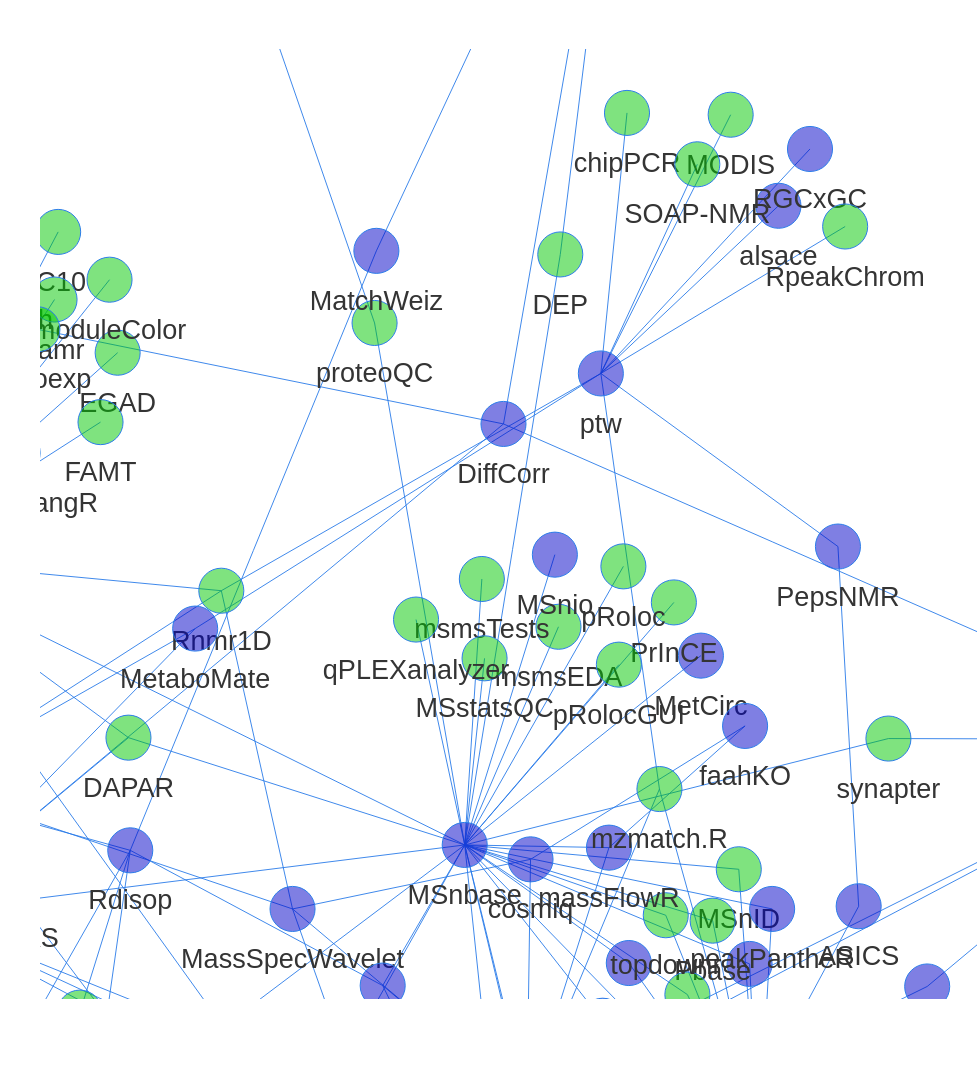 chipPCR
MODIS
RGCxGC
SOAP-NMR
alsace
RpeakChrom
C10
MatchWeiz
DEP
moduleColor
amr
proteoQC
oexp
EGAD
ptw
FAMT
DiffCorr
angR
PepsNMR
MSnio
pRoloc
msmsTests
Rnmr1D
PrInCE
qPLEXanalyzer
msmsEDA
MetaboMate
MSstatsQC
pRolocGUI
MetCirc
faahKO
DAPAR
synapter
mzmatch.R
Rdisop
MSnbase
massFlowR
cosmiq
MSnID
S
MassSpecWavelet
topdownr
peakPantheR
ASICS
Pbase